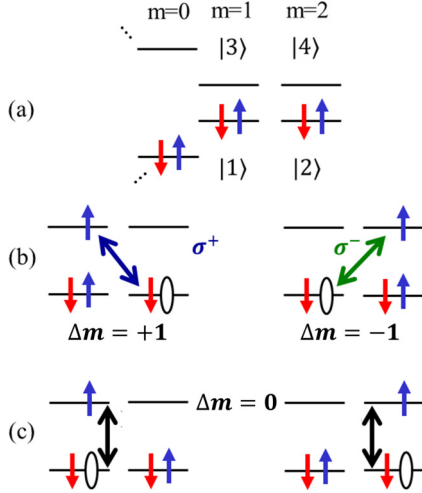 m=0 m=1 m=2
|3⟩ |4⟩
(a)
|1⟩ |2⟩
(b) σ⁺ σ⁻
Δm = +1 Δm = −1
Δm = 0
(c)